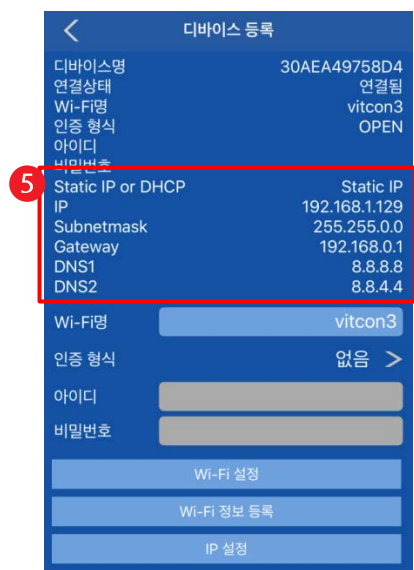 디바이스 등록
디바이스명 30AEA49758D4
연결상태 연결됨
Wi-Fi명 vitcon3
인증 형식 OPEN
아이디
비밀번호
5
Static IP or DHCP Static IP
IP 192.168.1.129
Subnetmask 255.255.0.0
Gateway 192.168.0.1
DNS1 8.8.8.8
DNS2 8.8.4.4
Wi-Fi명 vitcon3
인증 형식 없음 >
아이디
비밀번호
Wi-Fi 설정
Wi-Fi 정보 등록
IP 설정